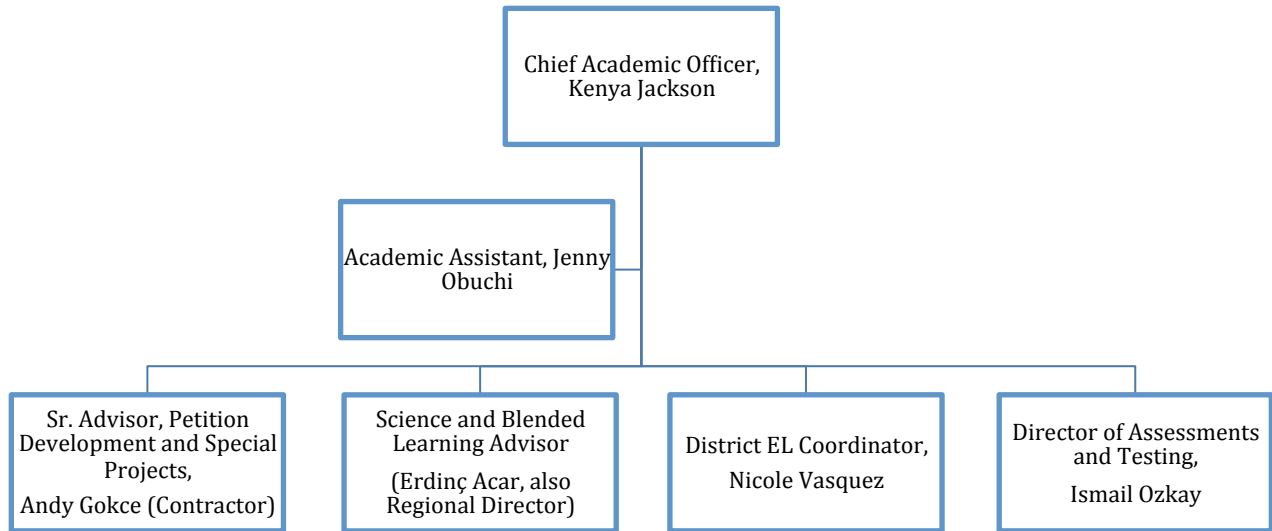 Chief Academic Officer,
Kenya Jackson
Academic Assistant, Jenny
Obuchi
Sr. Advisor, Petition
Development and Special
Projects,
Andy Gokce (Contractor)
Science and Blended
Learning Advisor
(Erdinç Acar, also
Regional Director)
District EL Coordinator,
Nicole Vasquez
Director of Assessments
and Testing,
Ismail Ozkay